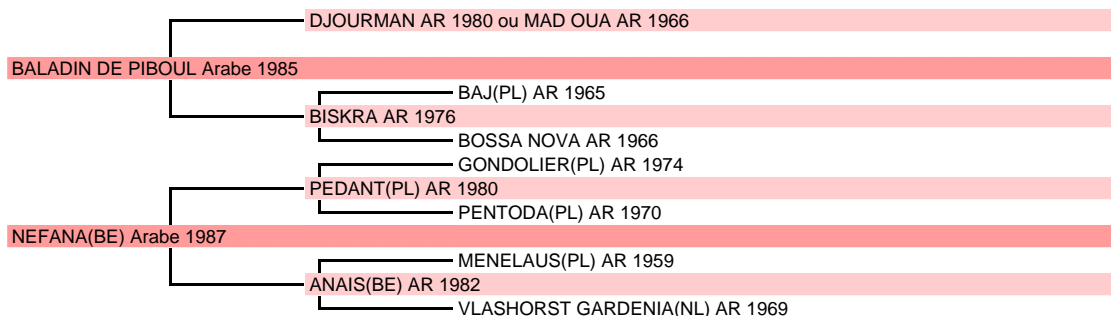 DJOURMAN AR 1980 ou MAD OUA AR 1966
BALADIN DE PIBOUL Arabe 1985
BAJ(PL) AR 1965
BISKRA AR 1976
BOSSA NOVA AR 1966
GONDOLIER(PL) AR 1974
PEDANT(PL) AR 1980
PENTODA(PL) AR 1970
NEFANA(BE) Arabe 1987
MENELAUS(PL) AR 1959
ANAIS(BE) AR 1982
VLASHORST GARDENIA(NL) AR 1969